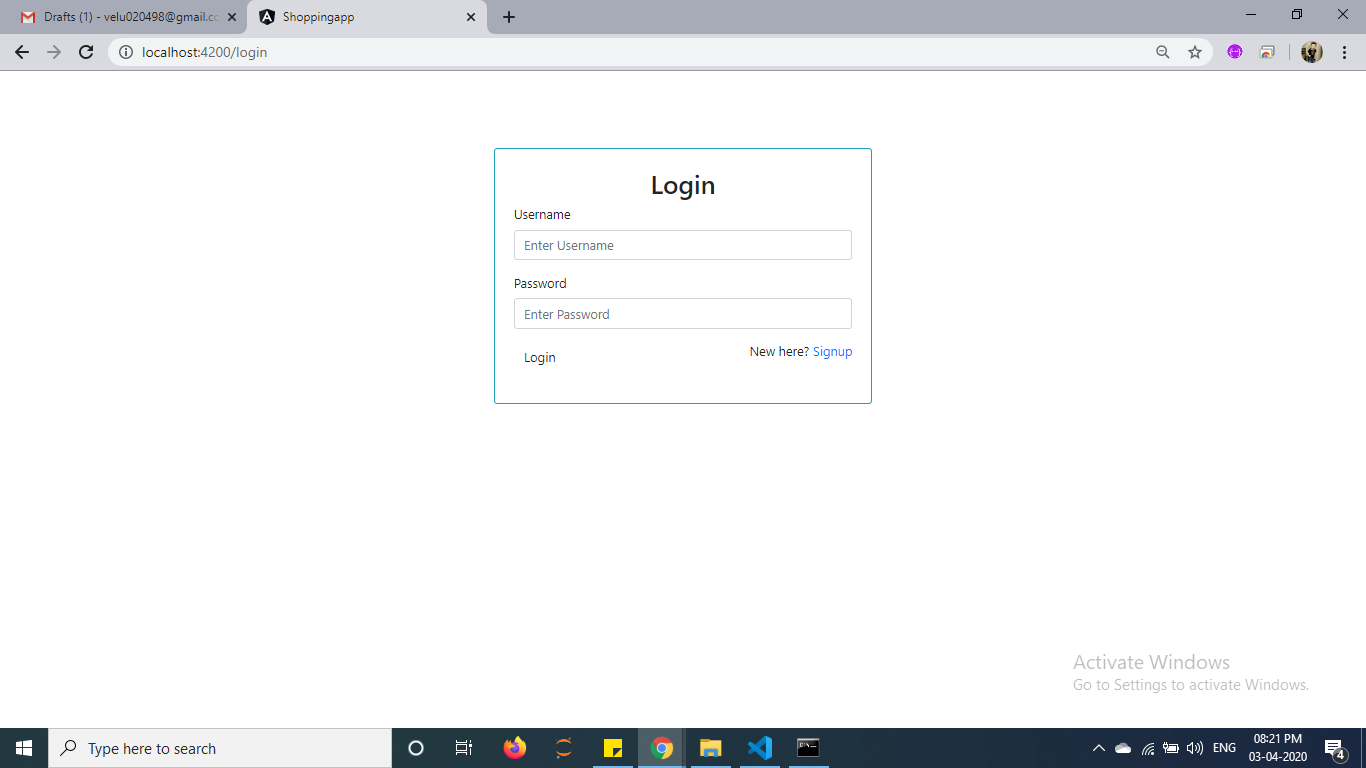 Drafts (1) - velu020498@gmail.cc
Shoppingapp
localhost:4200/login
Login
Username
Enter Username
Password
Enter Password
Login
New here? Signup
Activate Windows
Go to Settings to activate Windows.
Type here to search
ENG
08:21 PM
03-04-2020
4